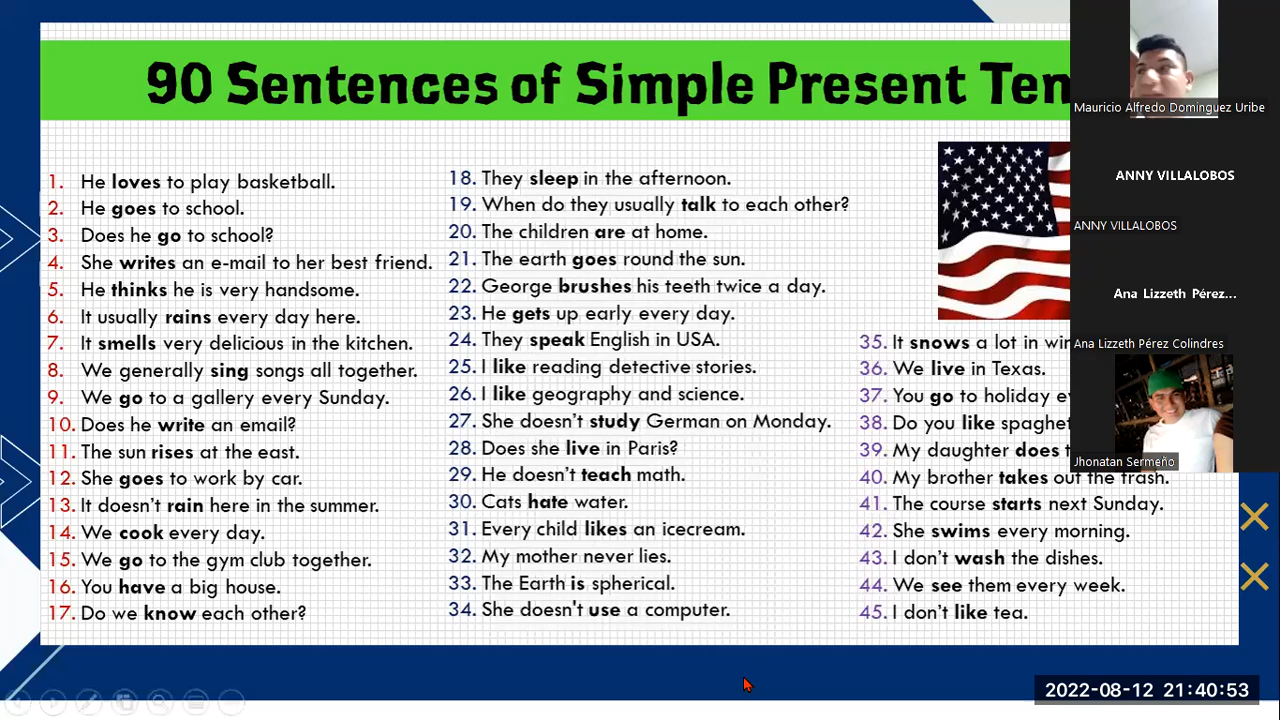 90 Sentences of Simple Present Ten
1. He loves to play basketball.
2. He goes to school.
3. Does he go to school?
4. She writes an e-mail to her best friend.
5. He thinks he is very handsome.
6. It usually rains every day here.
7. It smells very delicious in the kitchen.
8. We generally sing songs all together.
9. We go to a gallery every Sunday.
10. Does he write an email?
11. The sun rises at the east.
12. She goes to work by car.
13. It doesn't rain here in the summer.
14. We cook every day.
15. We go to the gym club together.
16. You have a big house.
17. Do we know each other?
18. They sleep in the afternoon.
19. When do they usually talk to each other?
20. The children are at home.
21. The earth goes round the sun.
22. George brushes his teeth twice a day.
23. He gets up early every day.
24. They speak English in USA.
25. I like reading detective stories.
26. I like geography and science.
27. She doesn't study German on Monday.
28. Does she live in Paris?
29. He doesn't teach math.
30. Cats hate water.
31. Every child likes an icecream.
32. My mother never lies.
33. The Earth is spherical.
34. She doesn't use a computer.
35. It snows a lot in win
36. We live in Texas.
37. You go to holiday ev
38. Do you like spaghet
39. My daughter does t
40. My brother takes out the trash.
41. The course starts next Sunday.
42. She swims every morning.
43. I don't wash the dishes.
44. We see them every week.
45. I don't like tea.
Mauricio Alfredo Dominguez Uribe
ANNY VILLALOBOS
ANNY VILLALOBOS
Ana Lizzeth Pérez...
Ana Lizzeth Pérez Colindres
Jhonatan Sermeño
2022-08-12 21:40:53